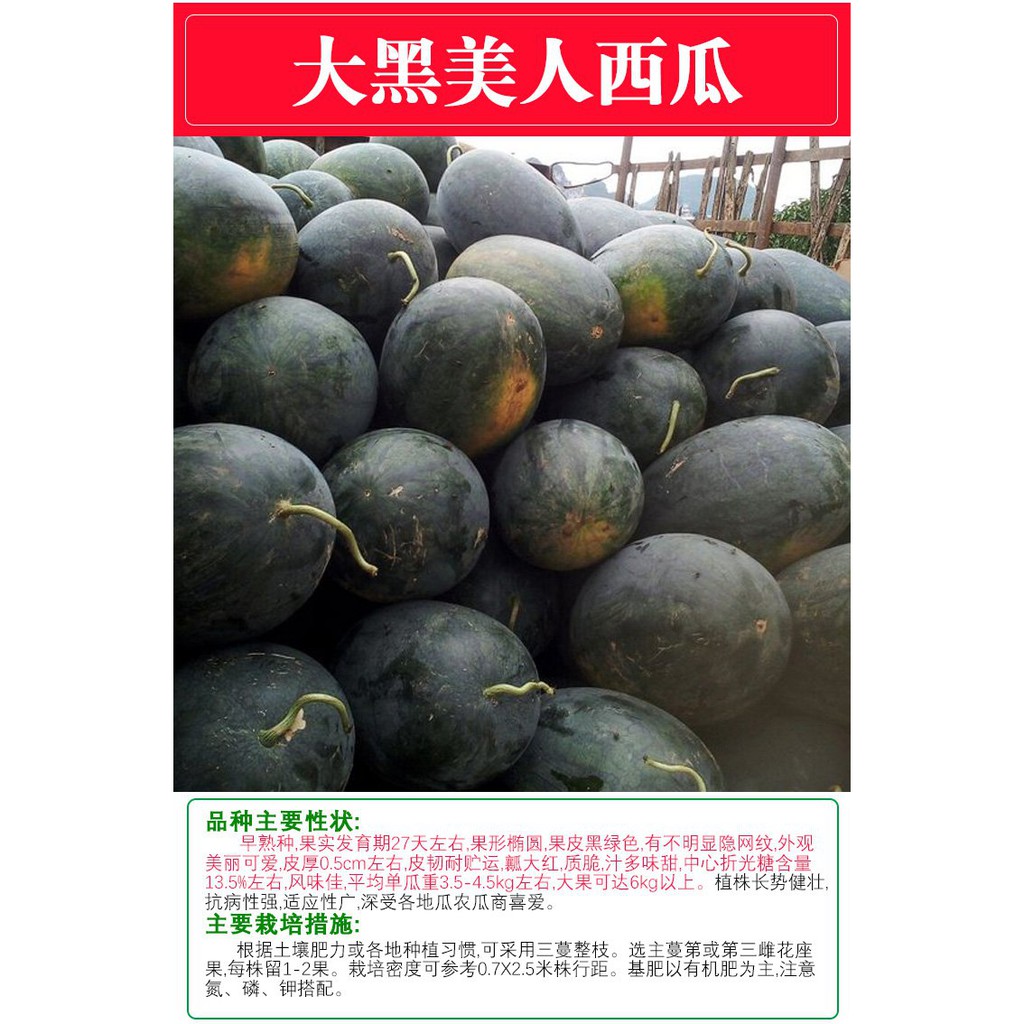 大黑美人西瓜
品种主要性状:
早熟种,果实发育期27天左右,果形椭圆,果皮黑绿色,有不明显隐网纹,外观
美丽可爱,皮厚0.5cm左右,皮韧耐贮运,瓤大红,质脆,汁多味甜,中心折光糖含量
13.5%左右,风味佳,平均单瓜重3.5-4.5kg左右,大果可达6kg以上。植株长势健壮,
抗病性强,适应性广,深受各地瓜农瓜商喜爱。
主要栽培措施:
根据土壤肥力或各地种植习惯,可采用三蔓整枝。选主蔓第或第三雌花座
果,每株留1-2果。栽培密度可参考0.7X2.5米株行距。基肥以有机肥为主,注意
氮、磷、钾搭配。